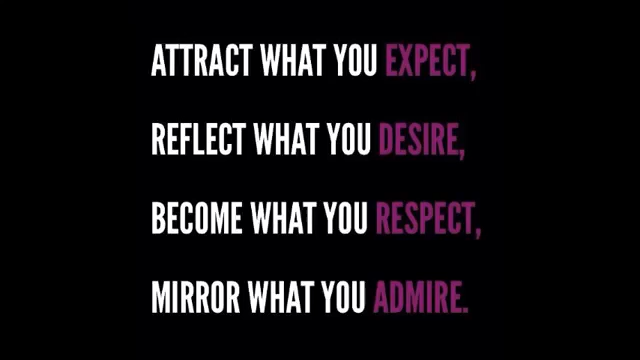 ATTRACT WHAT YOU EXPECT,
REFLECT WHAT YOU DESIRE,
BECOME WHAT YOU RESPECT,
MIRROR WHAT YOU ADMIRE.